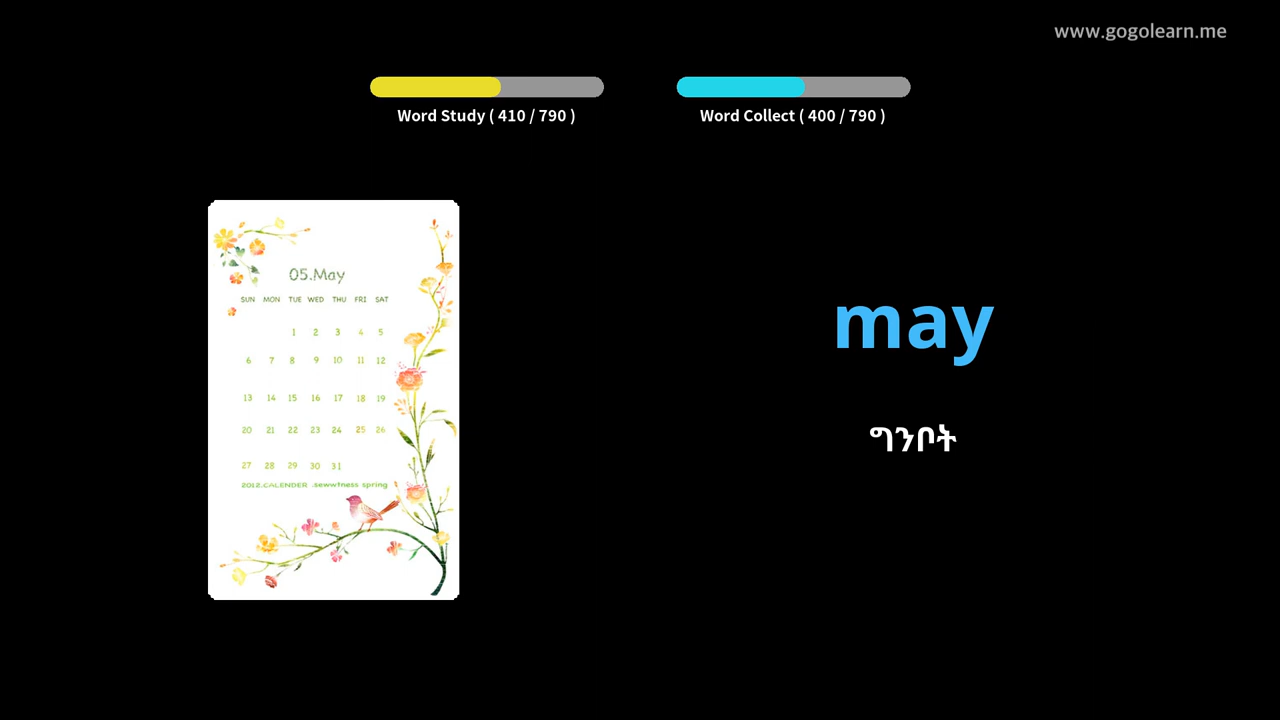 www.gogolearn.me
Word Study ( 410 / 790 )
Word Collect ( 400 / 790 )
05.May
SUN MON TUE WED THU FRI SAT
1 2 3 4 5
6 7 8 9 10 11 12
13 14 15 16 17 18 19
20 21 22 23 24 25 26
27 28 29 30 31
2012.CALENDER .sewwtness spring
may
ግንቦት